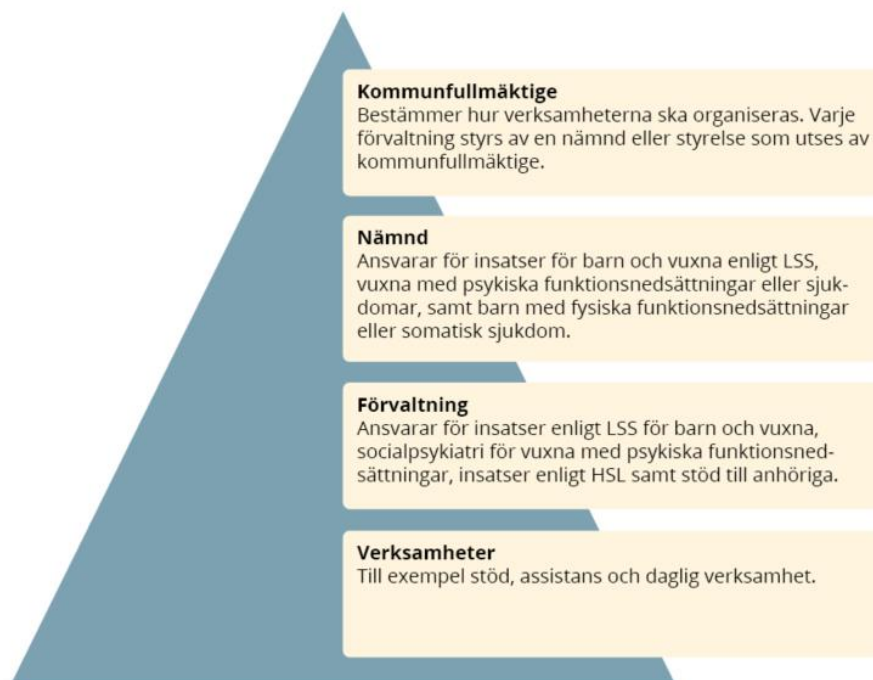 Kommunfullmäktige
Bestämmer hur verksamheterna ska organiseras. Varje
förvaltning styrs av en nämnd eller styrelse som utses av
kommunfullmäktige.
Nämnd
Ansvarar för insatser för barn och vuxna enligt LSS,
vuxna med psykiska funktionsnedsättningar eller sjuk-
domar, samt barn med fysiska funktionsnedsättningar
eller somatisk sjukdom.
Förvaltning
Ansvarar för insatser enligt LSS för barn och vuxna,
socialpsykiatri för vuxna med psykiska funktionsned-
sättningar, insatser enligt HSL samt stöd till anhöriga.
Verksamheter
Till exempel stöd, assistans och daglig verksamhet.